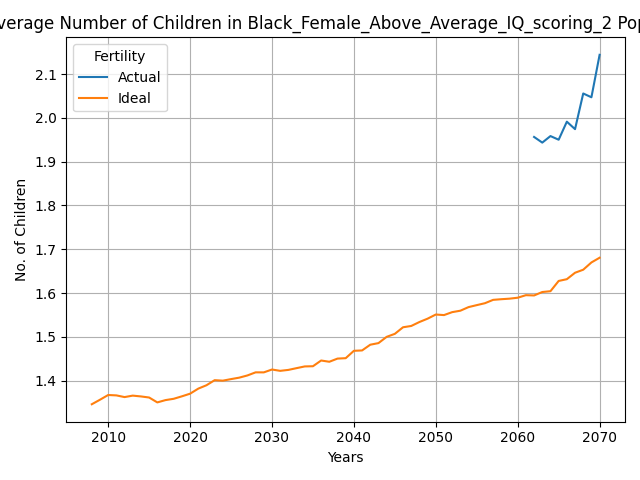 verage Number of Children in Black_Female_Above_Average_IQ_scoring_2 Pop
Fertility
Actual
Ideal
No. of Children
2.1
2.0
1.9
1.8
1.7
1.6
1.5
1.4
2010 2020 2030 2040 2050 2060 2070
Years